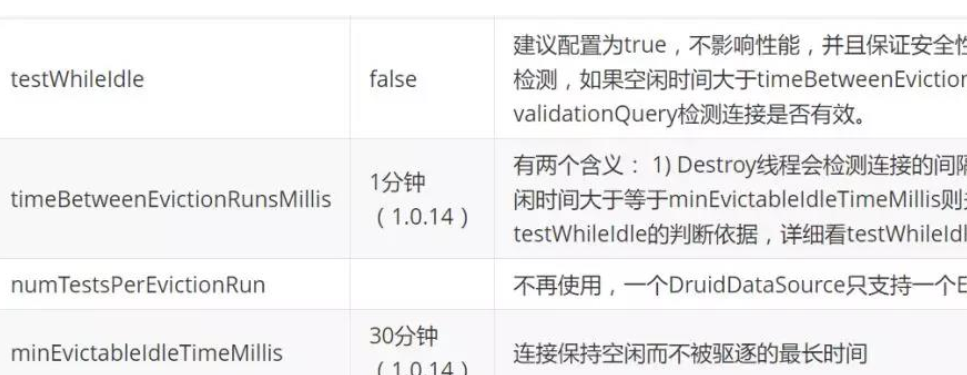 testWhileIdle
false
建议配置为true，不影响性能，并且保证安全性
检测，如果空闲时间大于timeBetweenEviction
validationQuery检测连接是否有效。
timeBetweenEvictionRunsMillis
1分钟
（1.0.14）
有两个含义： 1) Destroy线程会检测连接的间隔
闲时间大于等于minEvictableIdleTimeMillis则
testWhileIdle的判断依据，详细看testWhileIdl
numTestsPerEvictionRun
不再使用，一个DruidDataSource只支持一个E
minEvictableIdleTimeMillis
30分钟
（1.0.14）
连接保持空闲而不被驱逐的最长时间